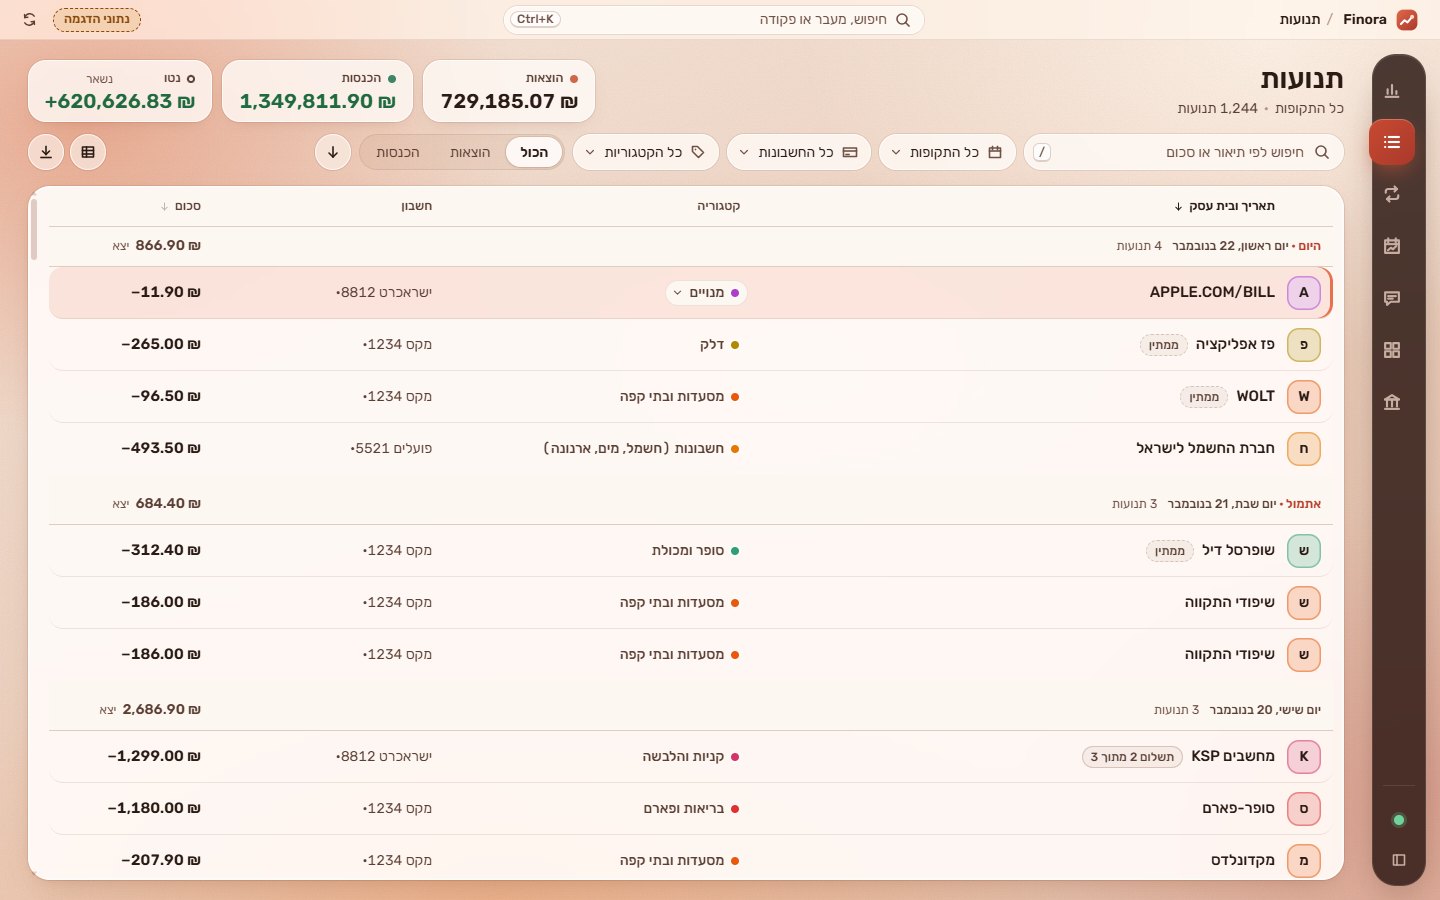 Finora / תנועות
חיפוש, מעבר או פקודה Ctrl+K
נתוני הדגמה
תנועות
כל התקופות • 1,244 תנועות
הוצאות
₪ 729,185.07
הכנסות
₪ 1,349,811.90
נטו נשאר
₪ +620,626.83
חיפוש לפי תיאור או סכום /
כל התקופות
כל החשבונות
כל הקטגוריות
הכול הוצאות הכנסות
תאריך ובית עסק ↓ קטגוריה חשבון סכום ↓
היום • יום ראשון, 22 בנובמבר 4 תנועות ₪ 866.90 יצא
A APPLE.COM/BILL מנויים ישראכרט 8812• ₪ 11.90−
פ פז אפליקציה ממתין דלק מקס 1234• ₪ 265.00−
W WOLT ממתין מסעדות ובתי קפה מקס 1234• ₪ 96.50−
ח חברת החשמל לישראל חשבונות (חשמל, מים, ארנונה) פועלים 5521• ₪ 493.50−
אתמול • יום שבת, 21 בנובמבר 3 תנועות ₪ 684.40 יצא
ש שופרסל דיל ממתין סופר ומכולת מקס 1234• ₪ 312.40−
ש שיפודי התקווה מסעדות ובתי קפה מקס 1234• ₪ 186.00−
ש שיפודי התקווה מסעדות ובתי קפה מקס 1234• ₪ 186.00−
יום שישי, 20 בנובמבר 3 תנועות ₪ 2,686.90 יצא
K מחשבים KSP תשלום 2 מתוך 3 קניות והלבשה ישראכרט 8812• ₪ 1,299.00−
ס סופר-פארם בריאות ופארם מקס 1234• ₪ 1,180.00−
מ מקדונלדס מסעדות ובתי קפה מקס 1234• ₪ 207.90−